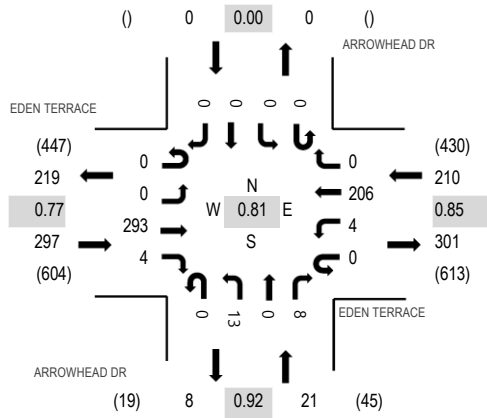 () 0 0.00 0 ()
ARROWHEAD DR
EDEN TERRACE
0 0 0 0
(447) 0 0 (430)
219 0 N 206 210
0.77 293 W 0.81 E 4 0.85
297 4 S 0 301
(604) (613)
0 13 0 8
EDEN TERRACE
ARROWHEAD DR
(19) 8 0.92 21 (45)